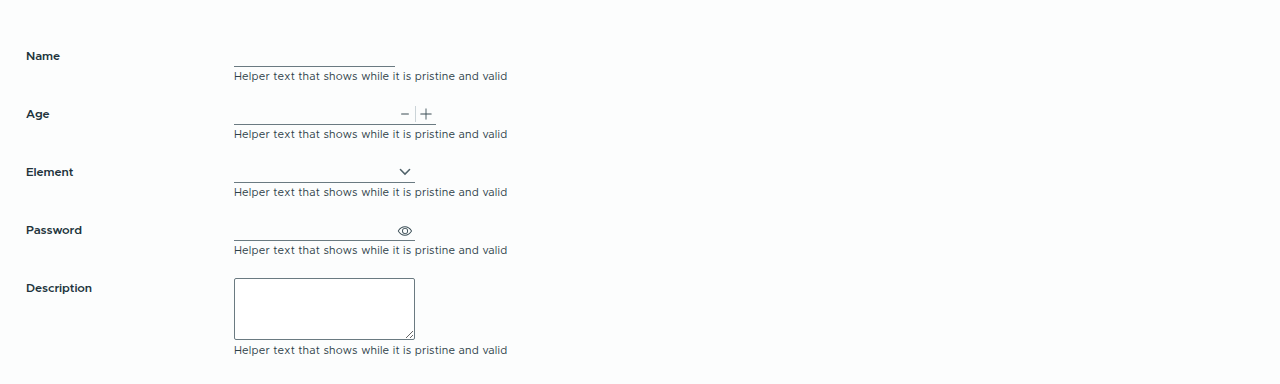 Name
Helper text that shows while it is pristine and valid
Age
Helper text that shows while it is pristine and valid
Element
Helper text that shows while it is pristine and valid
Password
Helper text that shows while it is pristine and valid
Description
Helper text that shows while it is pristine and valid